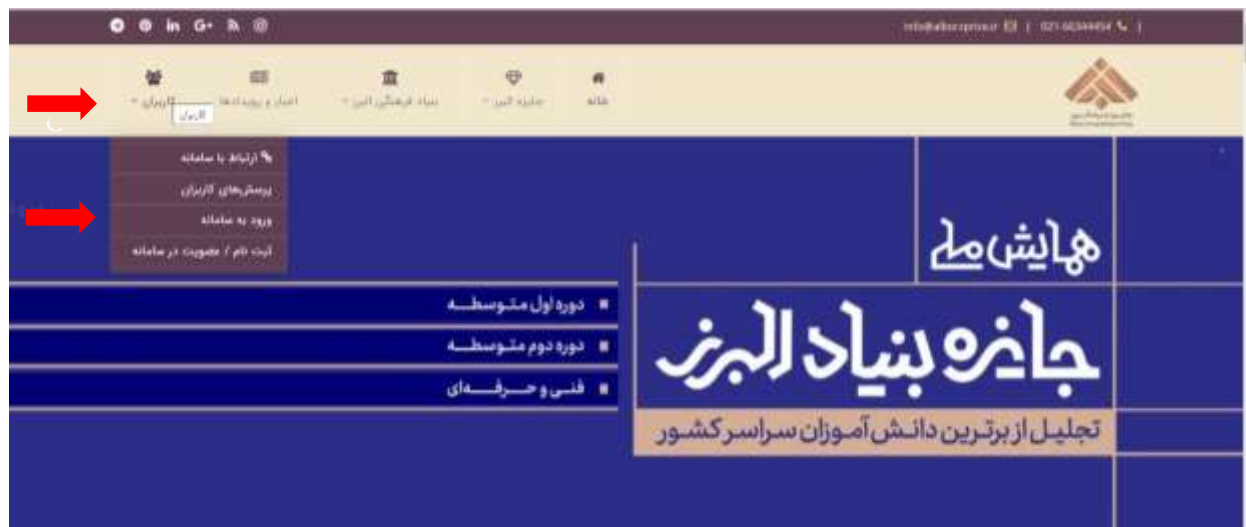 خانه
جایزه البرز
بنیاد فرهنگی البرز
اخبار و رویدادها
کاربران
کاربران
ارتباط با سامانه
پرسش‌های کاربران
ورود به سامانه
ثبت نام / عضویت در سامانه
همایش ملی
جایزه بنیاد البرز
تجلیل از برترین دانش آموزان سراسر کشور
دوره اول متوسطه
دوره دوم متوسطه
فنی و حرفه‌ای